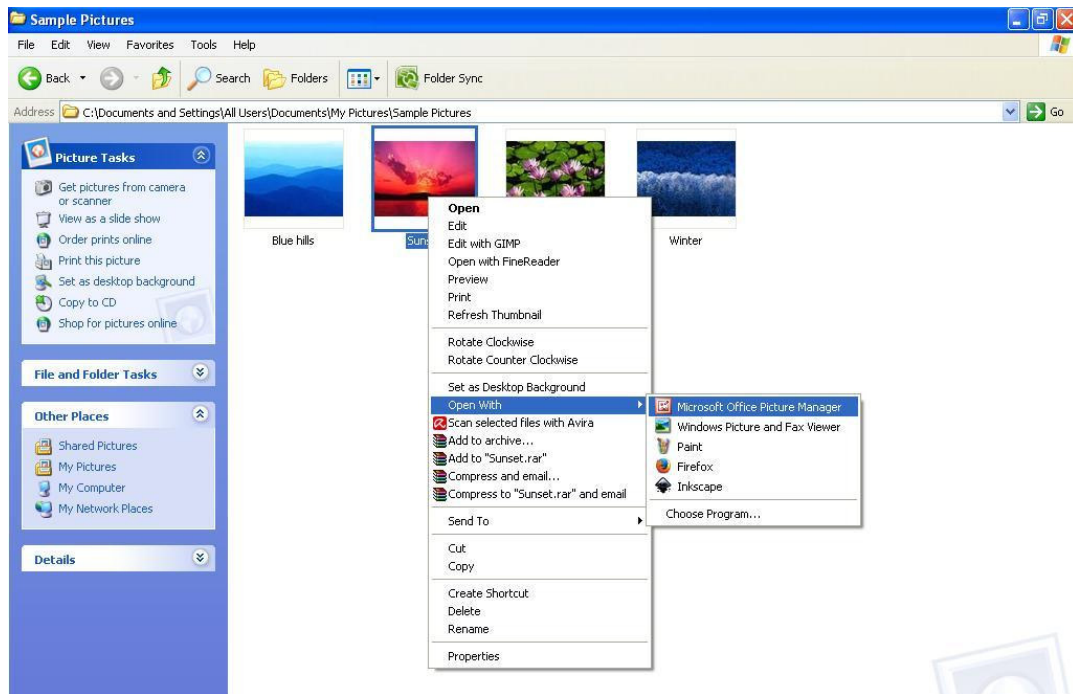 Sample Pictures
File Edit View Favorites Tools Help
Back Search Folders Folder Sync
Address C:\Documents and Settings\All Users\Documents\My Pictures\Sample Pictures Go
Picture Tasks
Get pictures from camera
or scanner
View as a slide show
Order prints online
Print this picture
Set as desktop background
Copy to CD
Shop for pictures online
File and Folder Tasks
Other Places
Shared Pictures
My Pictures
My Computer
My Network Places
Details
Blue hills
Winter
Open
Edit
Edit with GIMP
Open with FineReader
Preview
Print
Refresh Thumbnail
Rotate Clockwise
Rotate Counter Clockwise
Set as Desktop Background
Open With
Scan selected files with Avira
Add to archive...
Add to "Sunset.rar"
Compress and email...
Compress to "Sunset.rar" and email
Send To
Cut
Copy
Create Shortcut
Delete
Rename
Properties
Microsoft Office Picture Manager
Windows Picture and Fax Viewer
Paint
Firefox
Inkscape
Choose Program...